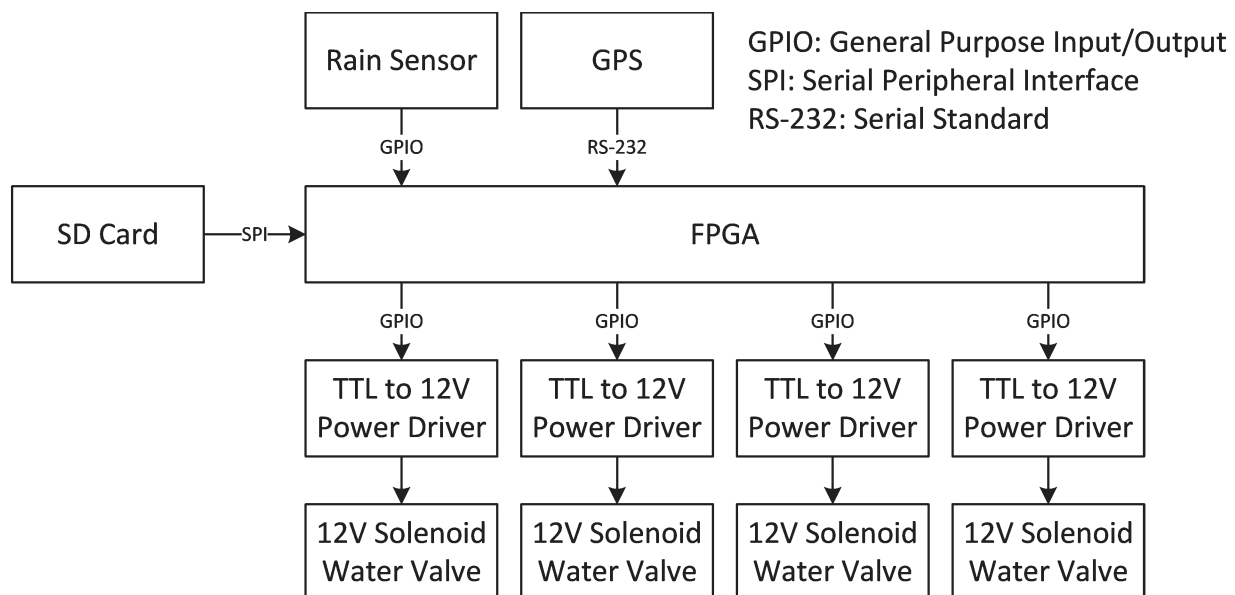 Rain Sensor
GPS
GPIO: General Purpose Input/Output
SPI: Serial Peripheral Interface
RS-232: Serial Standard
GPIO
RS-232
SD Card
SPI
FPGA
GPIO
GPIO
GPIO
GPIO
TTL to 12V
Power Driver
TTL to 12V
Power Driver
TTL to 12V
Power Driver
TTL to 12V
Power Driver
12V Solenoid
Water Valve
12V Solenoid
Water Valve
12V Solenoid
Water Valve
12V Solenoid
Water Valve